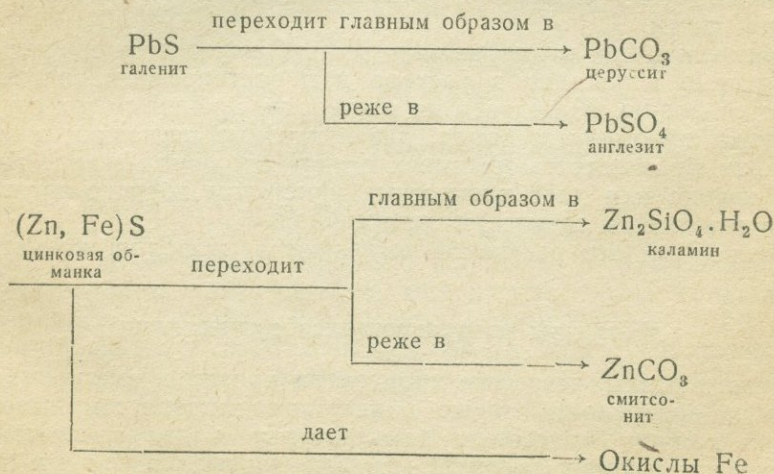 переходит главным образом в
PbS
галенит
PbCO₃
церуссит
реже в
PbSO₄
англезит
главным образом в
(Zn, Fe) S
цинковая об-
манка
переходит
Zn₂SiO₄.H₂O
каламин
реже в
ZnCO₃
смитсо-
нит
дает
Окислы Fe